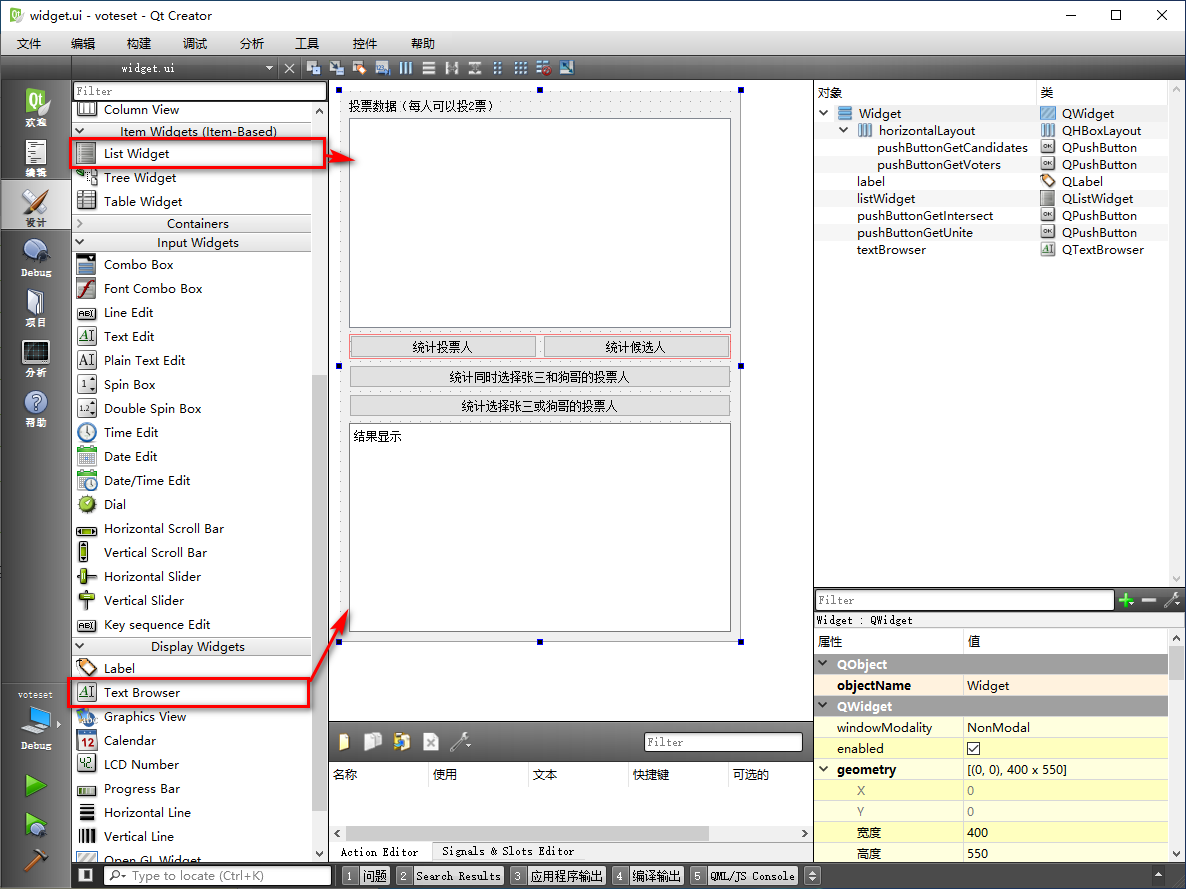 widget.ui - voteset - Qt Creator
文件 编辑 构建 调试 分析 工具 控件 帮助
widget.ui
欢迎
编辑
设计
Debug
项目
分析
帮助
voteset
Debug
Filter
Column View
Item Widgets (Item-Based)
List Widget
Tree Widget
Table Widget
Containers
Input Widgets
Combo Box
Font Combo Box
Line Edit
Text Edit
Plain Text Edit
Spin Box
Double Spin Box
Time Edit
Date Edit
Date/Time Edit
Dial
Horizontal Scroll Bar
Vertical Scroll Bar
Horizontal Slider
Vertical Slider
Key sequence Edit
Display Widgets
Label
Text Browser
Graphics View
Calendar
LCD Number
Progress Bar
Horizontal Line
Vertical Line
Open GL Widget
投票数据（每人可以投2票）
统计投票人 统计候选人
统计同时选择张三和狗哥的投票人
统计选择张三或狗哥的投票人
结果显示
Filter
名称 使用 文本 快捷键 可选的
Action Editor Signals & Slots Editor
对象 类
Widget QWidget
horizontalLayout QHBoxLayout
pushButtonGetCandidates QPushButton
pushButtonGetVoters QPushButton
label QLabel
listWidget QListWidget
pushButtonGetIntersect QPushButton
pushButtonGetUnite QPushButton
textBrowser QTextBrowser
Filter
Widget : QWidget
属性 值
QObject
objectName Widget
QWidget
windowModality NonModal
enabled
geometry [(0, 0), 400 x 550]
X 0
Y 0
宽度 400
高度 550
Type to locate (Ctrl+K) 1 问题 2 Search Results 3 应用程序输出 4 编译输出 5 QML/JS Console